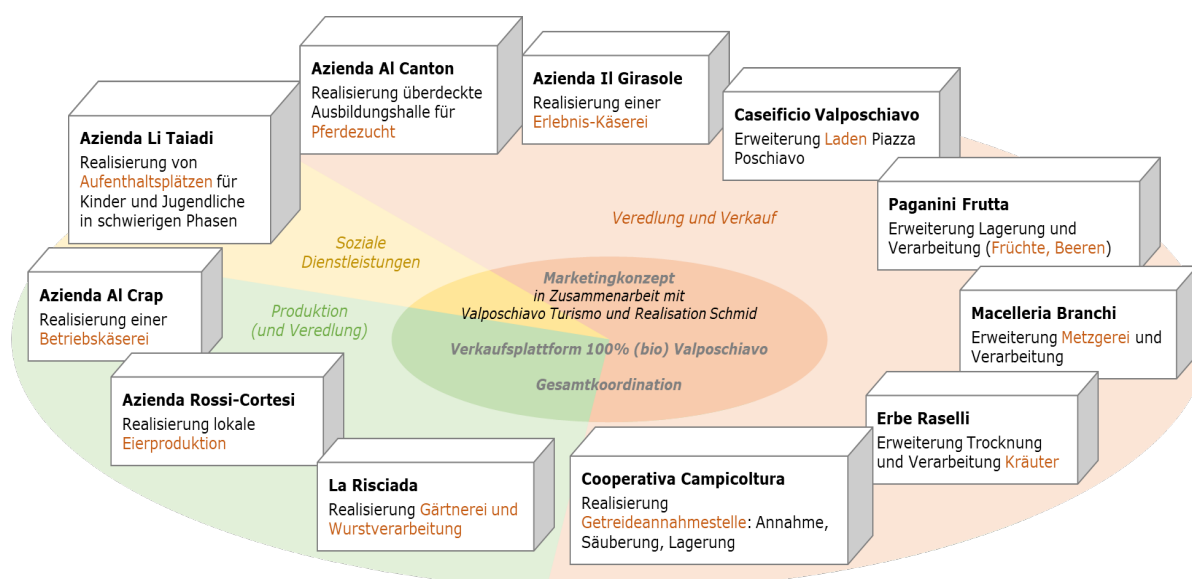 Azienda Al Canton
Realisierung überdeckte
Ausbildungshalle für
Pferdezucht
Azienda Il Girasole
Realisierung einer
Erlebnis-Käserei
Caseificio Valposchiavo
Erweiterung Laden Piazza
Poschiavo
Azienda Li Taiadi
Realisierung von
Aufenthaltsplätzen für
Kinder und Jugendliche
in schwierigen Phasen
Paganini Frutta
Erweiterung Lagerung und
Verarbeitung (Früchte, Beeren)
Veredlung und Verkauf
Soziale
Dienstleistungen
Azienda Al Crap
Realisierung einer
Betriebskäserei
Produktion
(und Veredlung)
Marketingkonzept
in Zusammenarbeit mit
Valposchiavo Turismo und Realisation Schmid
Verkaufsplattform 100% (bio) Valposchiavo
Gesamtkoordination
Macelleria Branchi
Erweiterung Metzgerei und
Verarbeitung
Azienda Rossi-Cortesi
Realisierung lokale
Eierproduktion
Erbe Raselli
Erweiterung Trocknung
und Verarbeitung Kräuter
La Risciada
Realisierung Gärtnerei und
Wurstverarbeitung
Cooperativa Campicoltura
Realisierung
Getreideannahmestelle: Annahme,
Säuberung, Lagerung